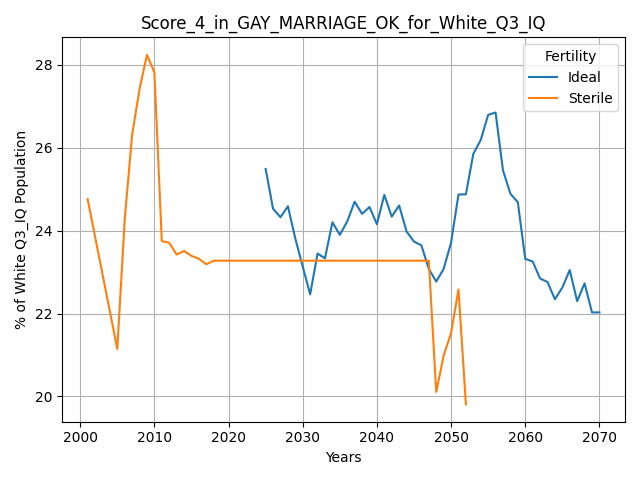 Score_4_in_GAY_MARRIAGE_OK_for_White_Q3_IQ
Fertility
Ideal
Sterile
% of White Q3_IQ Population
28
26
24
22
20
2000
2010
2020
2030
2040
2050
2060
2070
Years